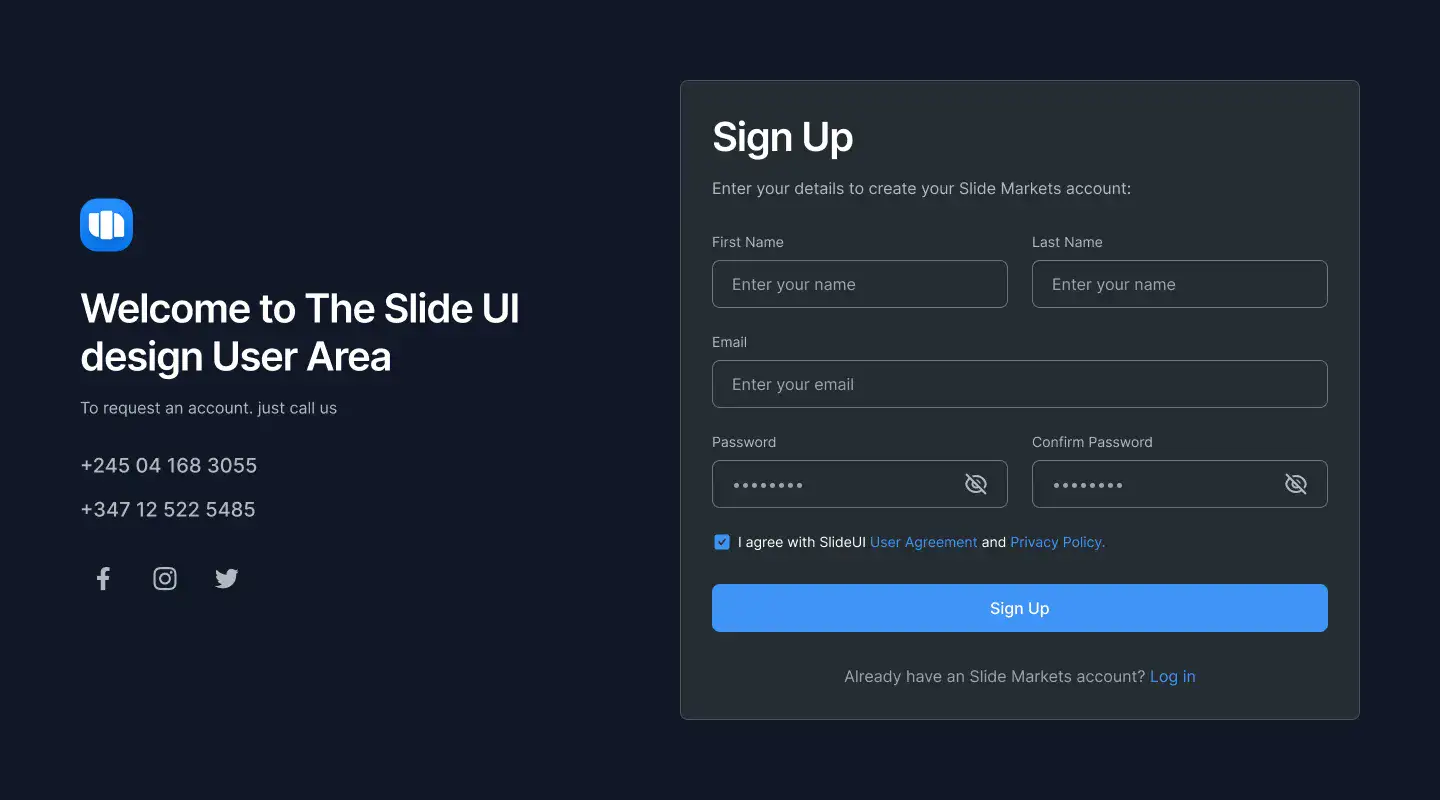 Welcome to The Slide UI
design User Area
To request an account. just call us
+245 04 168 3055
+347 12 522 5485
Sign Up
Enter your details to create your Slide Markets account:
First Name
Last Name
Enter your name
Enter your name
Email
Enter your email
Password
Confirm Password
I agree with SlideUI User Agreement and Privacy Policy.
Sign Up
Already have an Slide Markets account? Log in